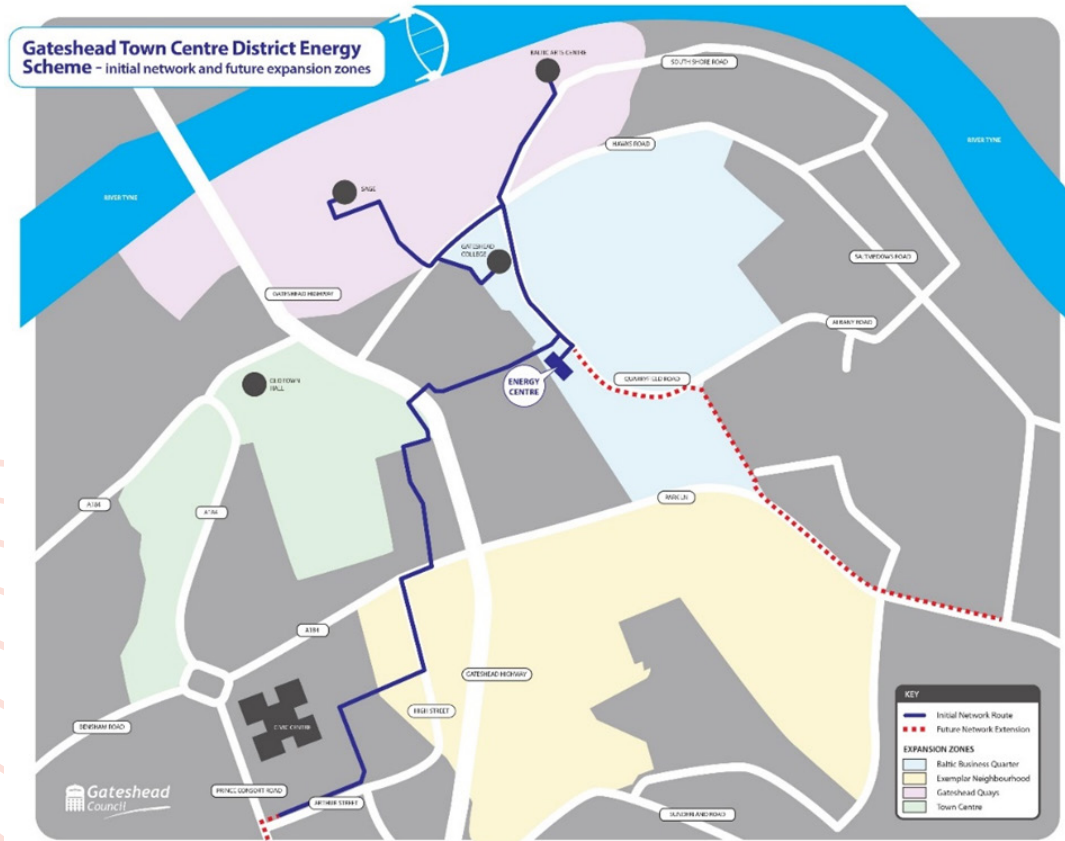 Gateshead Town Centre District Energy
Scheme – initial network and future expansion zones
BALTIC ARTS CENTRE
SOUTH SHORE ROAD
RIVER TYNE
HAWKS ROAD
SAGE
RIVER TYNE
GATESHEAD
COLLEGE
SALTMEADOWS ROAD
GATESHEAD HIGHWAY
ALBANY ROAD
OLD TOWN
HALL
ENERGY
CENTRE
QUARRYFIELD ROAD
A184
A184
PARK LN
A184
GATESHEAD HIGHWAY
HIGH STREET
CIVIC CENTRE
BENSHAM ROAD
PRINCE CONSORT ROAD
ARTHUR STREET
SUNDERLAND ROAD
Gateshead
Council
KEY
Initial Network Route
Future Network Extension
EXPANSION ZONES
Baltic Business Quarter
Exemplar Neighbourhood
Gateshead Quays
Town Centre